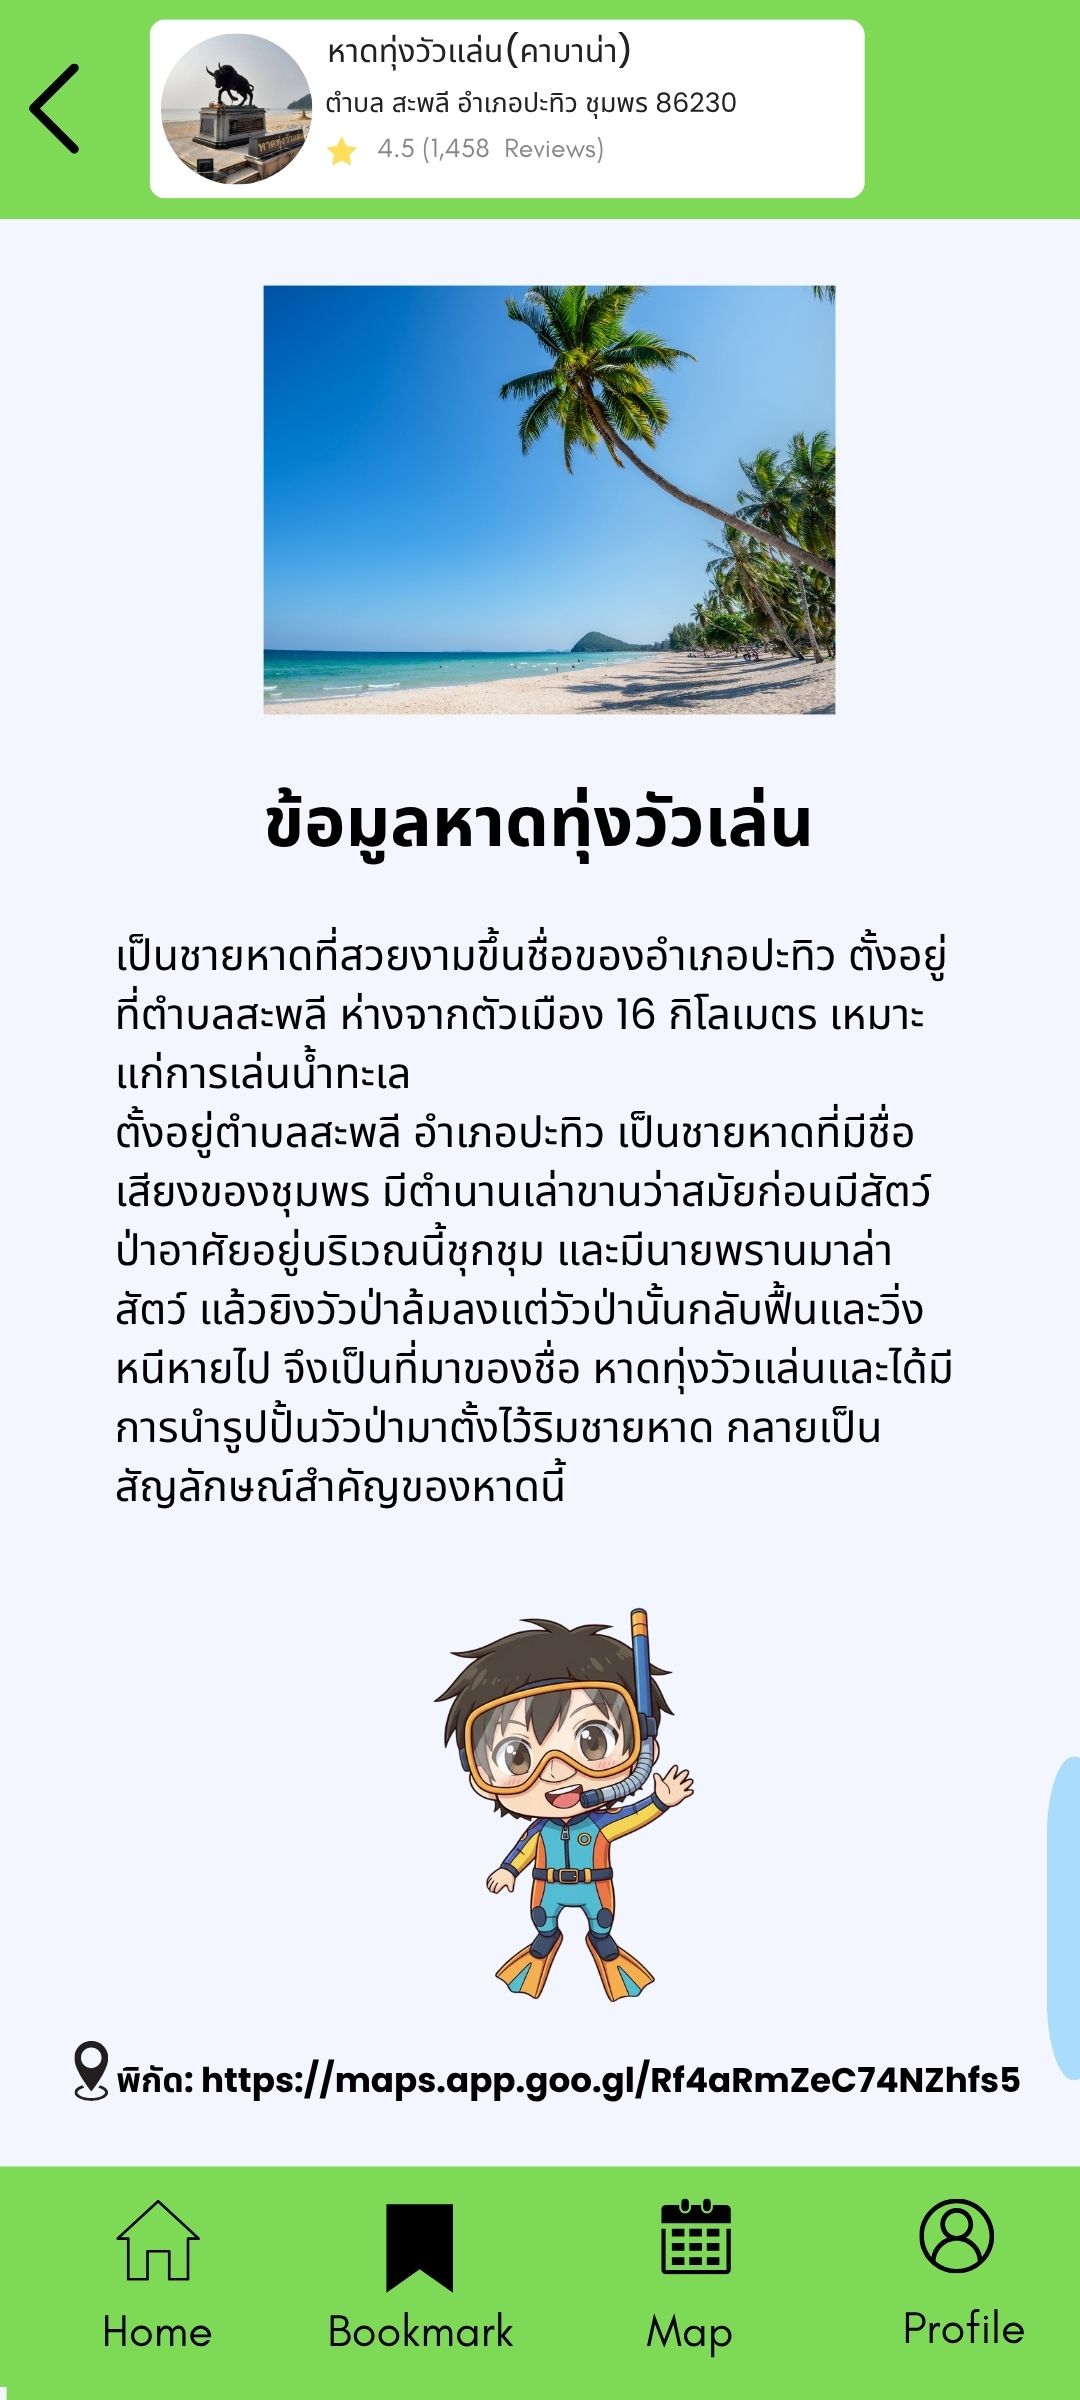 หาดทุ่งวัวแล่น(คาบาน่า)
ตำบล สะพลี อำเภอปะทิว ชุมพร 86230
4.5 (1,458 Reviews)
หาดทุ่งวัวแล่น
ข้อมูลหาดทุ่งวัวเล่น
เป็นชายหาดที่สวยงามขึ้นชื่อของอำเภอปะทิว ตั้งอยู่
ที่ตำบลสะพลี ห่างจากตัวเมือง 16 กิโลเมตร เหมาะ
แก่การเล่นน้ำทะเล
ตั้งอยู่ตำบลสะพลี อำเภอปะทิว เป็นชายหาดที่มีชื่อ
เสียงของชุมพร มีตำนานเล่าขานว่าสมัยก่อนมีสัตว์
ป่าอาศัยอยู่บริเวณนี้ชุกชุม และมีนายพรานมาล่า
สัตว์ แล้วยิงวัวป่าล้มลงแต่วัวป่านั้นกลับฟื้นและวิ่ง
หนีหายไป จึงเป็นที่มาของชื่อ หาดทุ่งวัวแล่นและได้มี
การนำรูปปั้นวัวป่ามาตั้งไว้ริมชายหาด กลายเป็น
สัญลักษณ์สำคัญของหาดนี้
พิกัด: https://maps.app.goo.gl/Rf4aRmZeC74NZhfs5
Home
Bookmark
Map
Profile